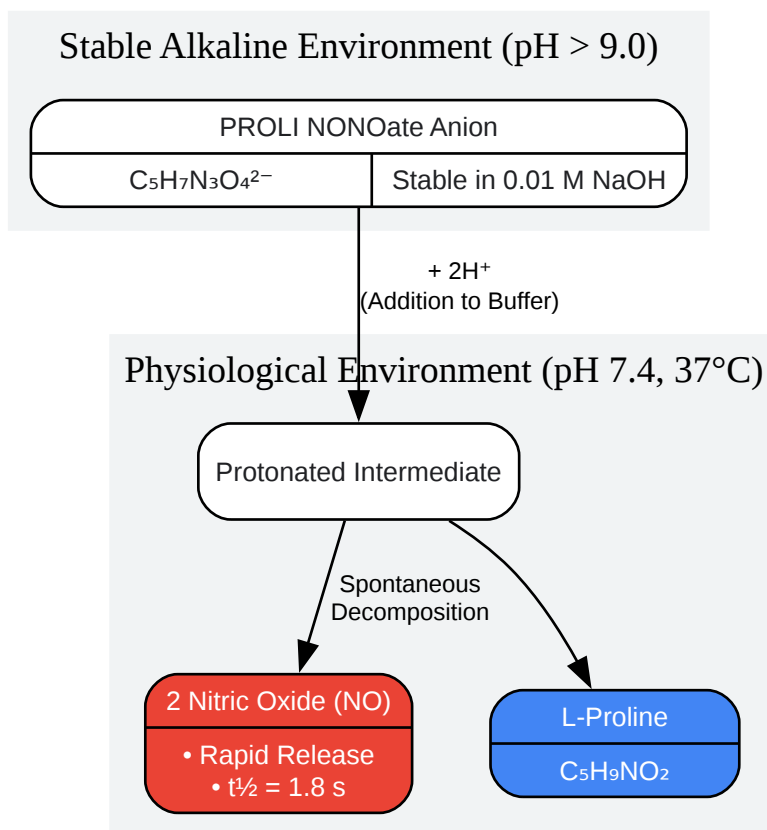 Stable Alkaline Environment (pH > 9.0)
PROLI NONOate Anion
C₅H₇N₃O₄²⁻
Stable in 0.01 M NaOH
+ 2H⁺
(Addition to Buffer)
Physiological Environment (pH 7.4, 37°C)
Protonated Intermediate
Spontaneous
Decomposition
2 Nitric Oxide (NO)
• Rapid Release
• t½ = 1.8 s
L-Proline
C₅H₉NO₂